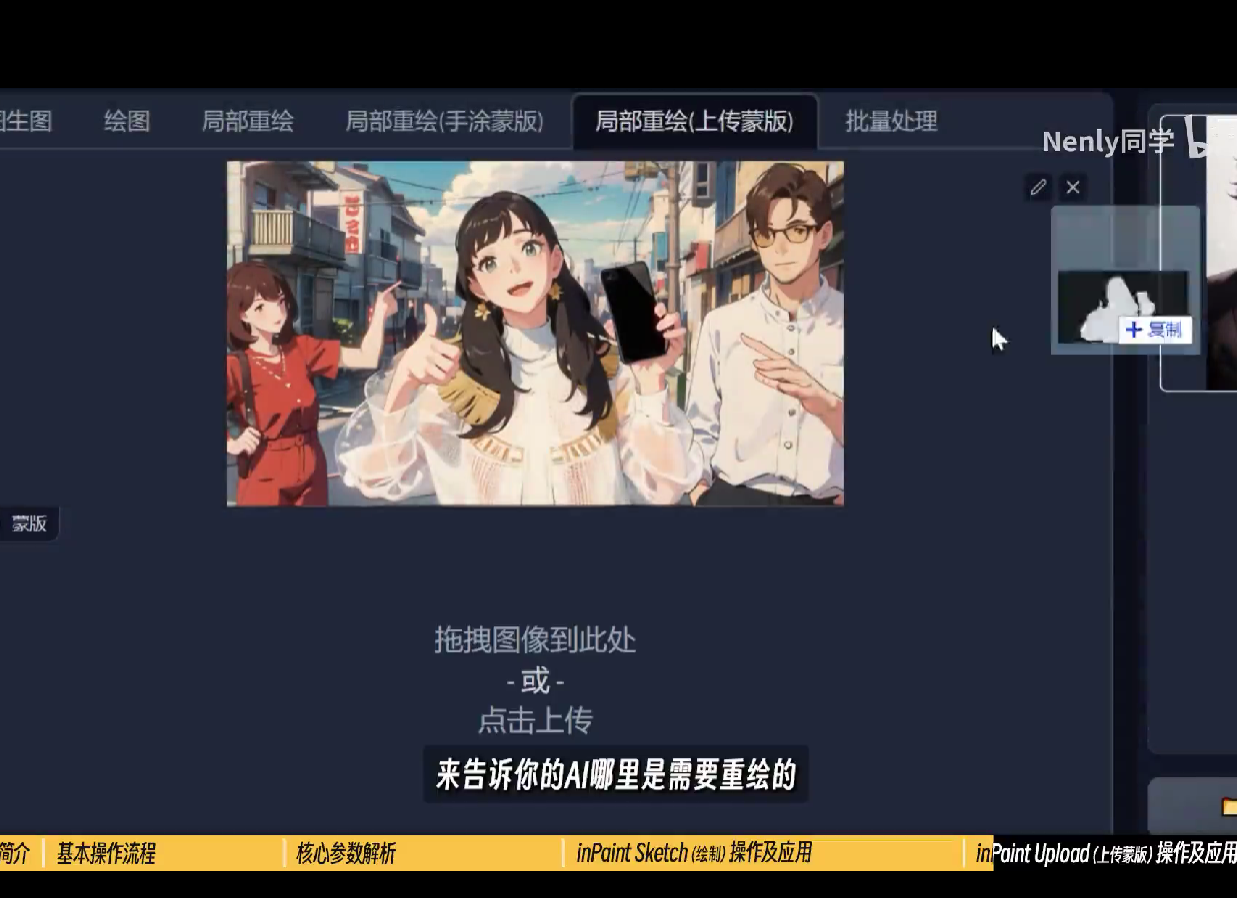 图生图
绘图
局部重绘
局部重绘(手涂蒙版)
局部重绘(上传蒙版)
批量处理
Nenly同学
+ 复制
蒙版
拖拽图像到此处
- 或 -
点击上传
来告诉你的AI哪里是需要重绘的
简介
基本操作流程
核心参数解析
inPaint Sketch (绘制) 操作及应用
inPaint Upload (上传蒙版) 操作及应用